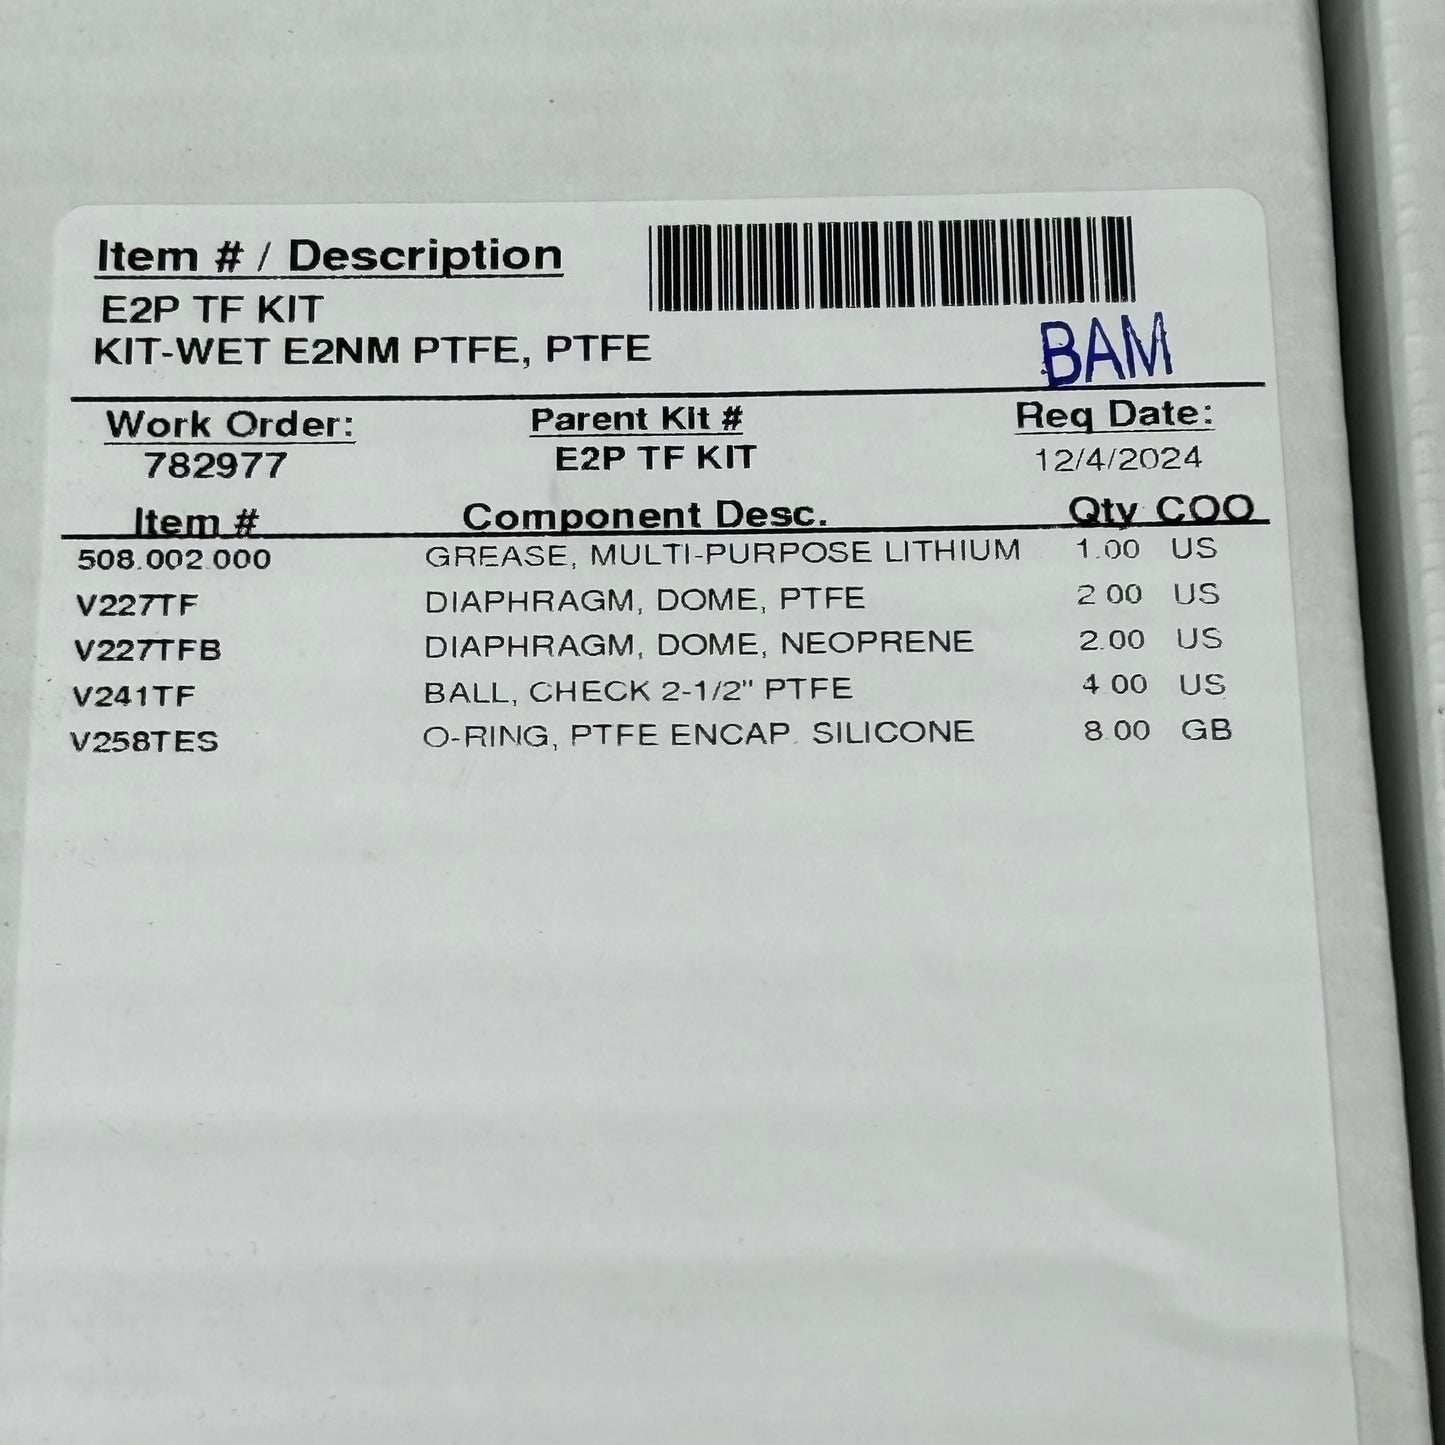 Item # / Description
E2P TF KIT
KIT-WET E2NM PTFE, PTFE
BAM
Work Order: Parent Kit # Req Date:
782977 E2P TF KIT 12/4/2024
Item # Component Desc. Qty COO
508.002.000 GREASE, MULTI-PURPOSE LITHIUM 1.00 US
V227TF DIAPHRAGM, DOME, PTFE 2.00 US
V227TFB DIAPHRAGM, DOME, NEOPRENE 2.00 US
V241TF BALL, CHECK 2-1/2" PTFE 4.00 US
V258TES O-RING, PTFE ENCAP. SILICONE 8.00 GB